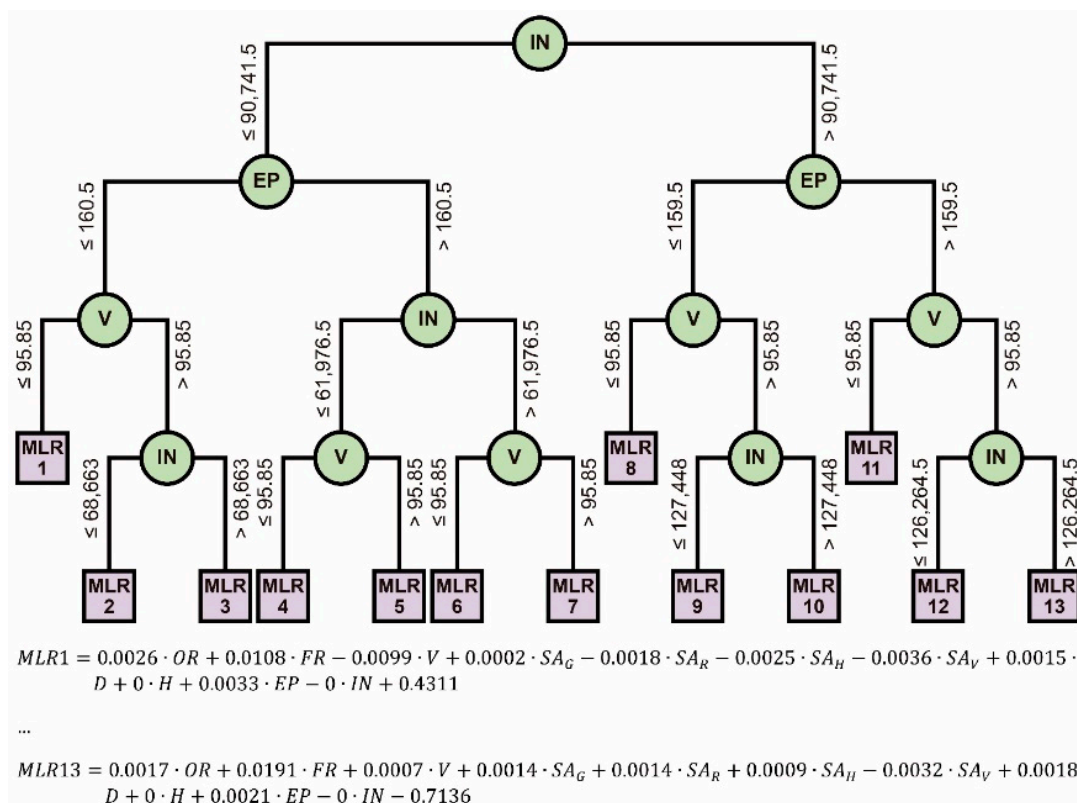 IN
≤ 90,741.5
> 90,741.5
EP
EP
≤ 160.5
> 160.5
≤ 159.5
> 159.5
V
IN
V
V
≤ 95.85
> 95.85
≤ 61,976.5
> 61,976.5
≤ 95.85
> 95.85
≤ 95.85
> 95.85
MLR
1
IN
V
V
MLR
8
IN
MLR
11
IN
≤ 68,663
> 68,663
≤ 95.85
> 95.85
≤ 95.85
> 95.85
≤ 127,448
> 127,448
≤ 126,264.5
> 126,264.5
MLR
2
MLR
3
MLR
4
MLR
5
MLR
6
MLR
7
MLR
9
MLR
10
MLR
12
MLR
13
MLR1 = 0.0026 · OR + 0.0108 · FR − 0.0099 · V + 0.0002 · SA_G − 0.0018 · SA_R − 0.0025 · SA_H − 0.0036 · SA_V + 0.0015 ·
D + 0 · H + 0.0033 · EP − 0 · IN + 0.4311
...
MLR13 = 0.0017 · OR + 0.0191 · FR + 0.0007 · V + 0.0014 · SA_G + 0.0014 · SA_R + 0.0009 · SA_H − 0.0032 · SA_V + 0.0018
D + 0 · H + 0.0021 · EP − 0 · IN − 0.7136